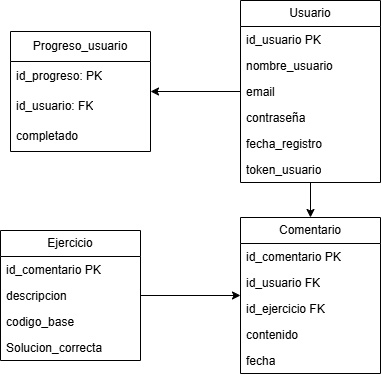 Usuario
id_usuario PK
nombre_usuario
email
contraseña
fecha_registro
token_usuario
Progreso_usuario
id_progreso: PK
id_usuario: FK
completado
Ejercicio
id_comentario PK
descripcion
codigo_base
Solucion_correcta
Comentario
id_comentario PK
id_usuario FK
id_ejercicio FK
contenido
fecha